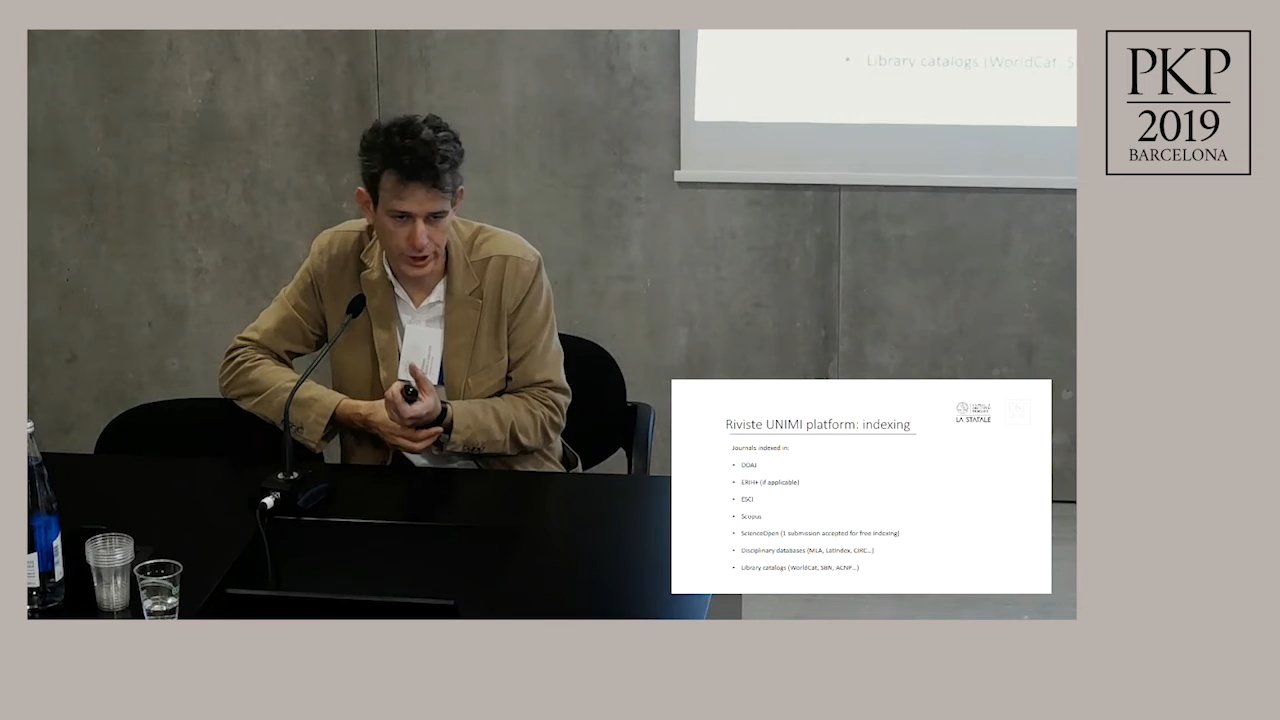 Library catalogs (WorldCat, S
PKP
2019
BARCELONA
LA STATALE
Riviste UNIMI platform: indexing
Journals indexed in:
• DOAJ
• ERIH+ (if applicable)
• ESCI
• Scopus
• ScienceOpen (1 submission accepted for free indexing)
• Disciplinary databases (MLA, Latindex, CIRC...)
• Library catalogs (WorldCat, SBN, ACNP...)